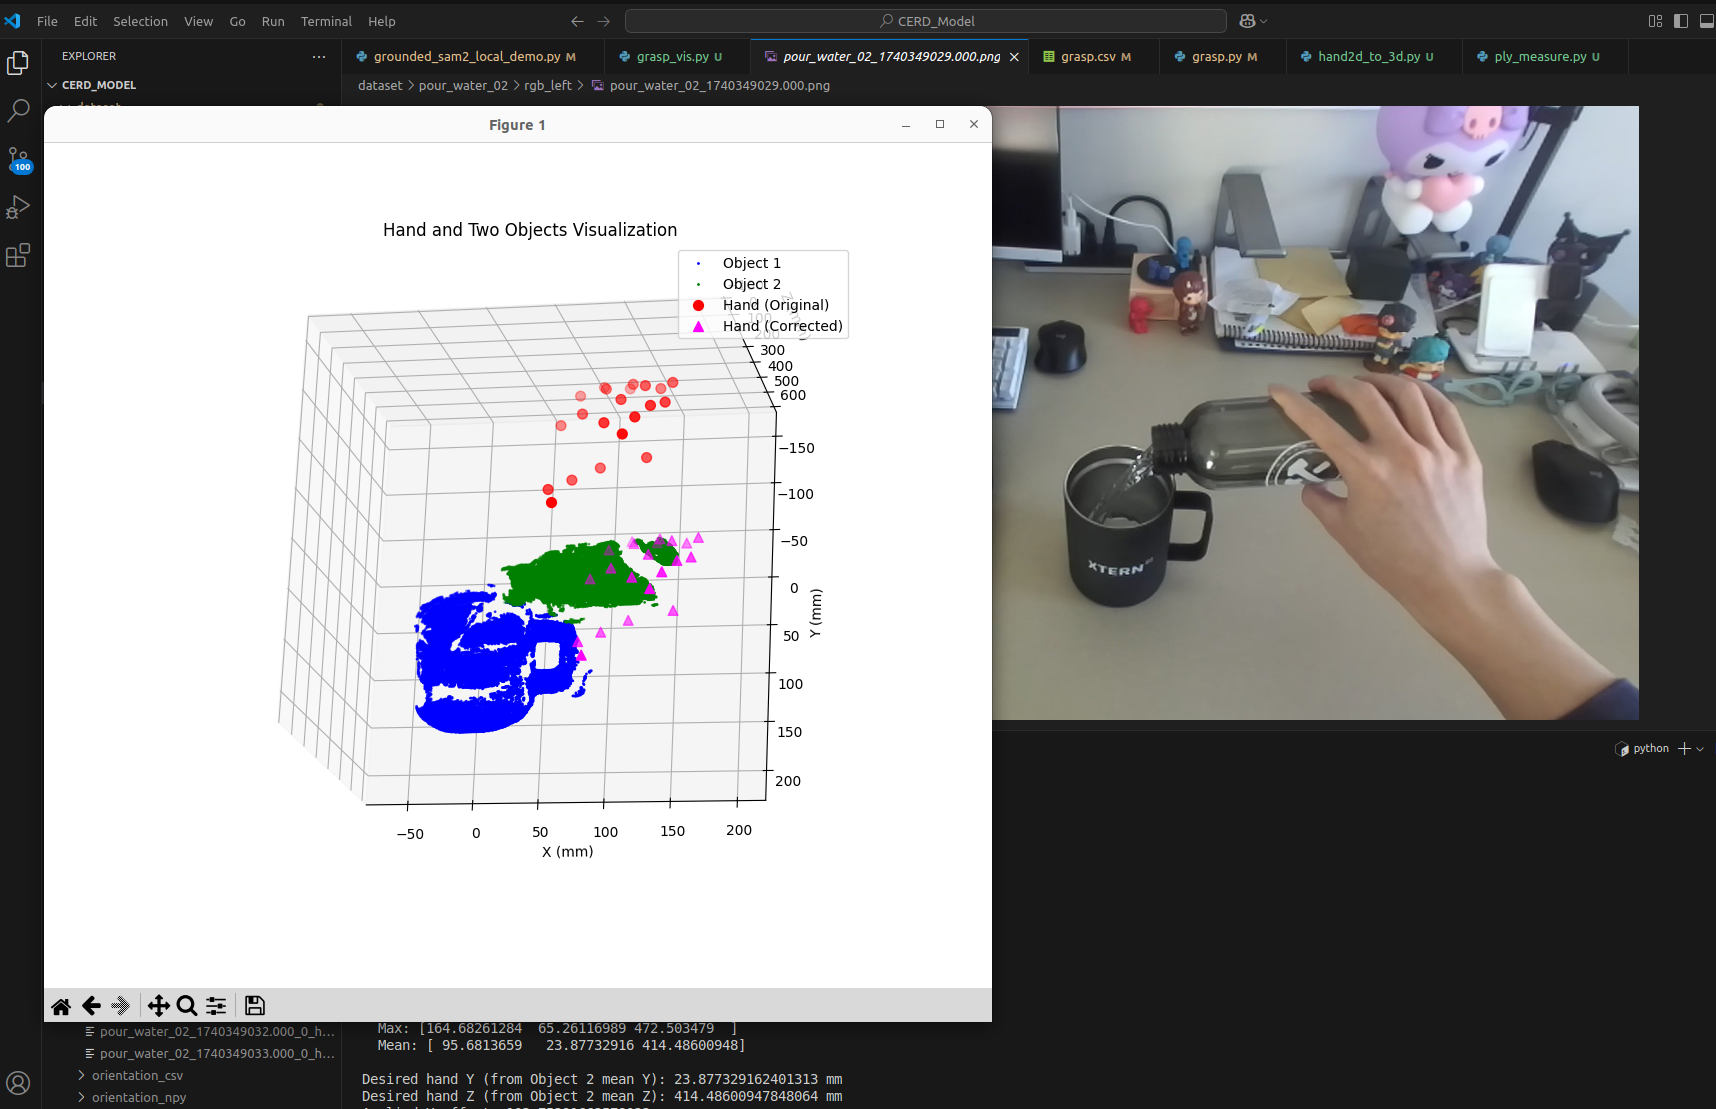 File Edit Selection View Go Run Terminal Help
CERD_Model
EXPLORER
grounded_sam2_local_demo.py M
grasp_vis.py U
pour_water_02_1740349029.000.png
grasp.csv M
grasp.py M
hand2d_to_3d.py U
ply_measure.py U
CERD_MODEL
dataset > pour_water_02 > rgb_left > pour_water_02_1740349029.000.png
100
Figure 1
Hand and Two Objects Visualization
Object 1
Object 2
Hand (Original)
Hand (Corrected)
100
200
300
400
500
600
−150
−100
−50
0
50
100
150
200
Y (mm)
−50
0
50
100
150
200
X (mm)
XTERN
python
pour_water_02_1740349032.000_0_h...
pour_water_02_1740349033.000_0_h...
orientation_csv
orientation_npy
Max: [164.68261284 65.26116989 472.503479 ]
Mean: [ 95.6813659 23.87732916 414.48600948]
Desired hand Y (from Object 2 mean Y): 23.877329162401313 mm
Desired hand Z (from Object 2 mean Z): 414.48600947848064 mm